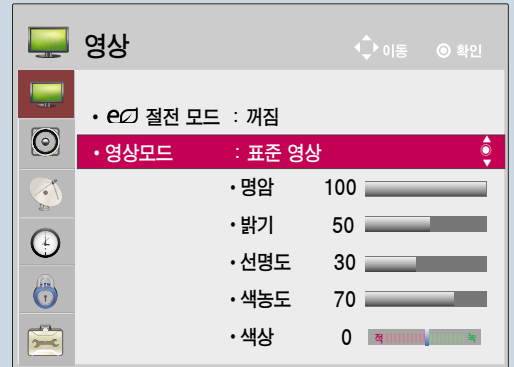 영상 이동 확인
• e 절전 모드 : 꺼짐
• 영상모드 : 표준 영상
• 명암 100
• 밝기 50
• 선명도 30
• 색농도 70
• 색상 0 적 녹